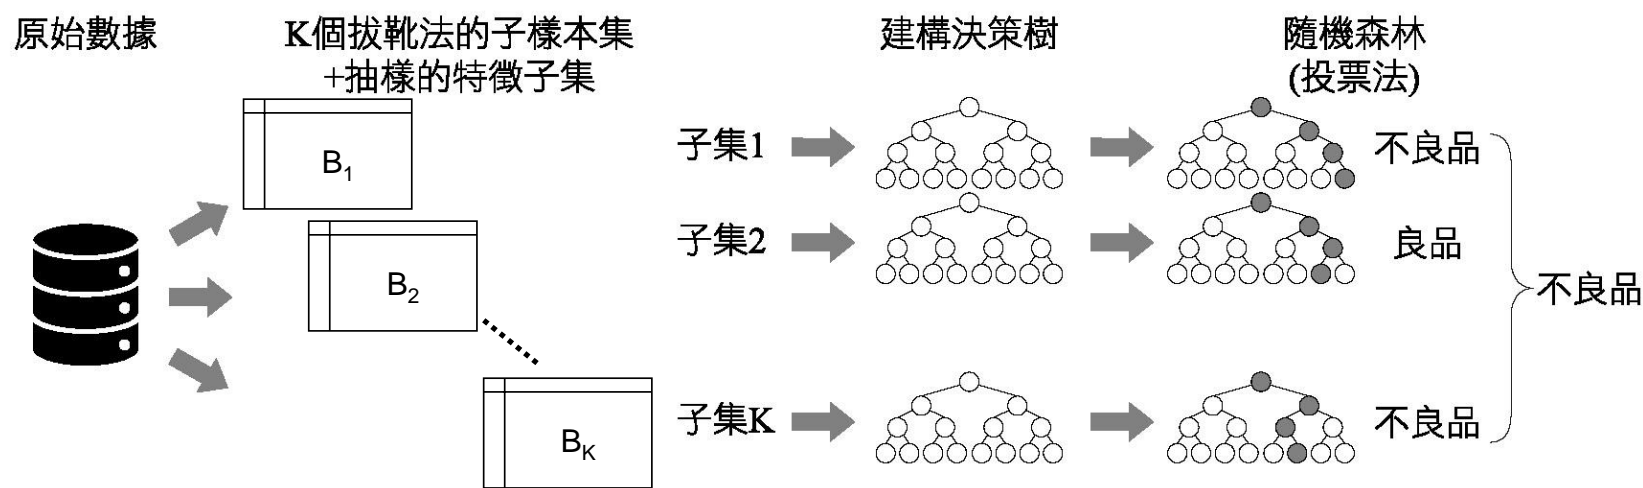 原始數據
K個拔靴法的子樣本集
+抽樣的特徵子集
建構決策樹
隨機森林
(投票法)
B1
子集1
不良品
B2
子集2
良品
不良品
BK
子集K
不良品